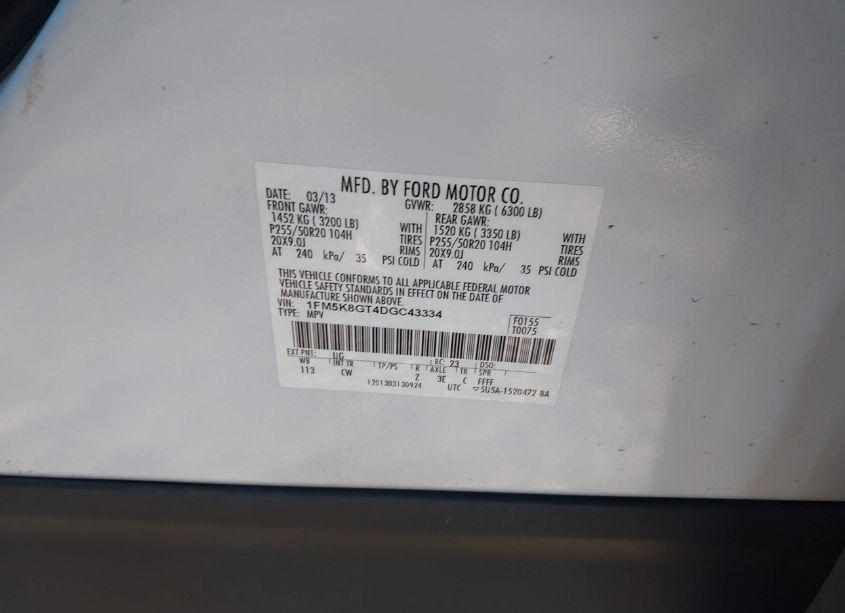 MFD. BY FORD MOTOR CO.
DATE: 03/13 GVWR: 2858 KG ( 6300 LB)
FRONT GAWR: REAR GAWR:
1452 KG ( 3200 LB) WITH 1520 KG ( 3350 LB) WITH
P255/50R20 104H TIRES P255/50R20 104H TIRES
20X9.0J RIMS 20X9.0J RIMS
AT 240 kPa/ 35 PSI COLD AT 240 kPa/ 35 PSI COLD
THIS VEHICLE CONFORMS TO ALL APPLICABLE FEDERAL MOTOR
VEHICLE SAFETY STANDARDS IN EFFECT ON THE DATE OF
MANUFACTURE SHOWN ABOVE.
VIN: 1FM5K8GT4DGC43334 F0155
TYPE: MPV T0075
EXT PNT: UG RC: 23 DSO:
WB INT TR TP/PS R AXLE TR SPR
113 CW Z 3E C FFFF
1201303130924 UTC ▽5U5A-1520472 BA